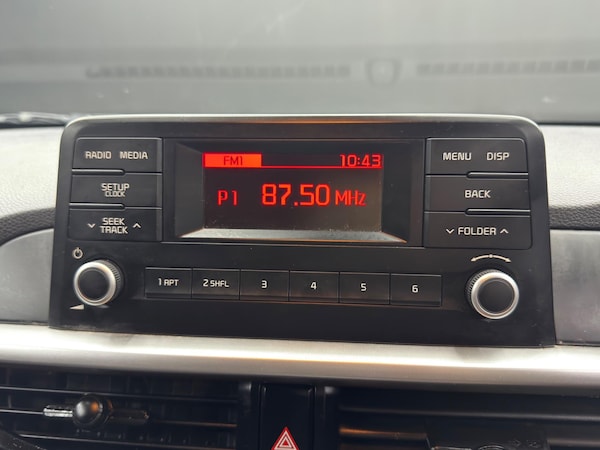 RADIO MEDIA
SETUP
CLOCK
SEEK
TRACK
FM1 10:43
P1 87.50 MHz
MENU DISP
BACK
FOLDER
1 RPT 2 SHFL 3 4 5 6